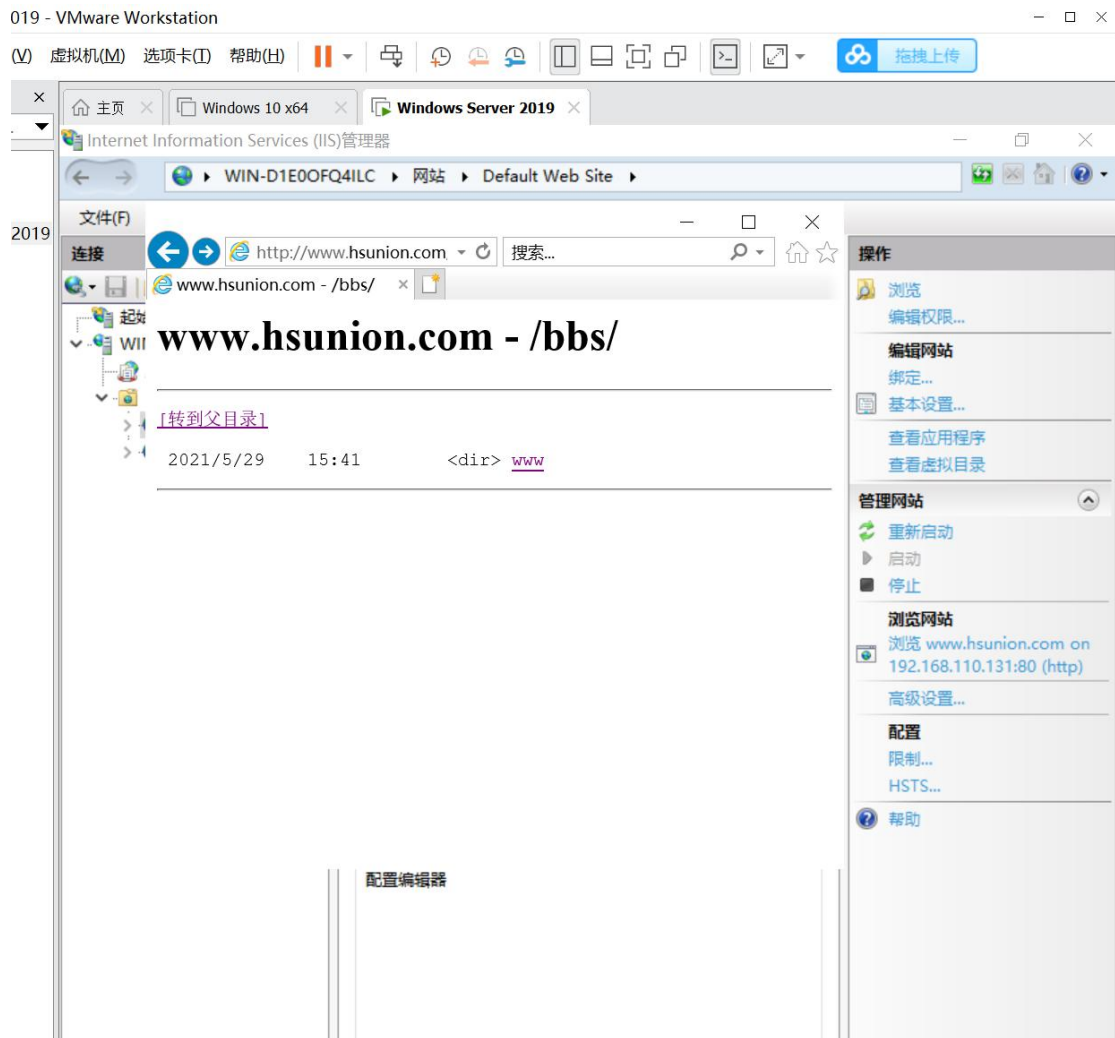 019 - VMware Workstation
(V) 虚拟机(M) 选项卡(T) 帮助(H) 拖拽上传
主页 Windows 10 x64 Windows Server 2019
Internet Information Services (IIS)管理器
WIN-D1E0OFQ4ILC 网站 Default Web Site
2019
文件(F)
连接
http://www.hsunion.com 搜索...
www.hsunion.com - /bbs/
起始
WIN
www.hsunion.com - /bbs/
[转到父目录]
2021/5/29 15:41 <dir> www
配置编辑器
操作
浏览
编辑权限...
编辑网站
绑定...
基本设置...
查看应用程序
查看虚拟目录
管理网站
重新启动
启动
停止
浏览网站
浏览 www.hsunion.com on
192.168.110.131:80 (http)
高级设置...
配置
限制...
HSTS...
帮助